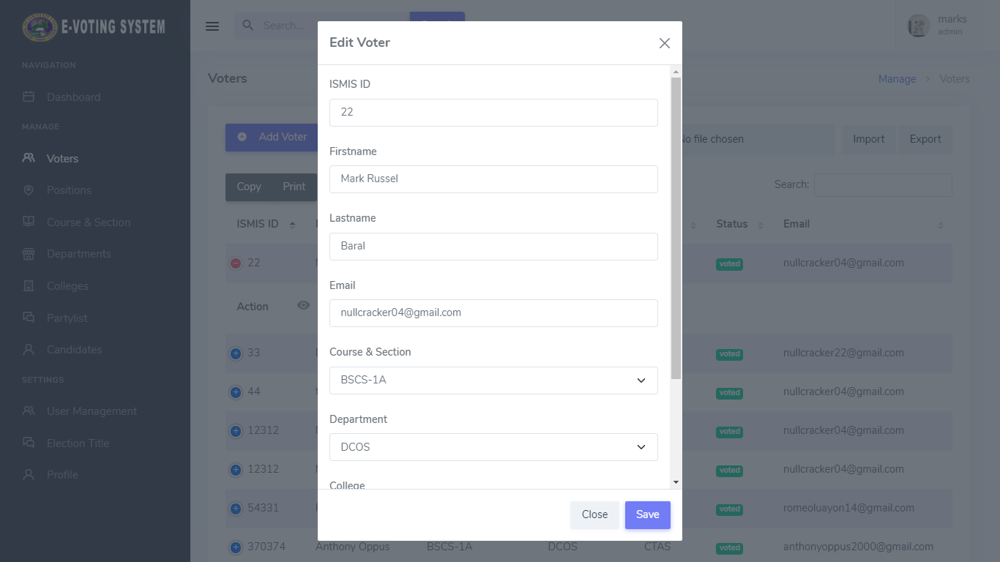 E-VOTING SYSTEM
Search...
marks
admin
NAVIGATION
Dashboard
MANAGE
Voters
Positions
Course & Section
Departments
Colleges
Partylist
Candidates
SETTINGS
User Management
Election Title
Profile
Voters
Manage > Voters
Add Voter
No file chosen
Import
Export
Copy
Print
Search:
ISMIS ID
Status
Email
22 voted nullcracker04@gmail.com
Action
33 voted nullcracker22@gmail.com
44 voted nullcracker04@gmail.com
12312 voted nullcracker04@gmail.com
12312 voted nullcracker04@gmail.com
54331 voted romeoluayon14@gmail.com
370374 Anthony Oppus BSCS-1A DCOS CTAS voted anthonyoppus2000@gmail.com
Edit Voter
ISMIS ID
22
Firstname
Mark Russel
Lastname
Baral
Email
nullcracker04@gmail.com
Course & Section
BSCS-1A
Department
DCOS
College
Close
Save